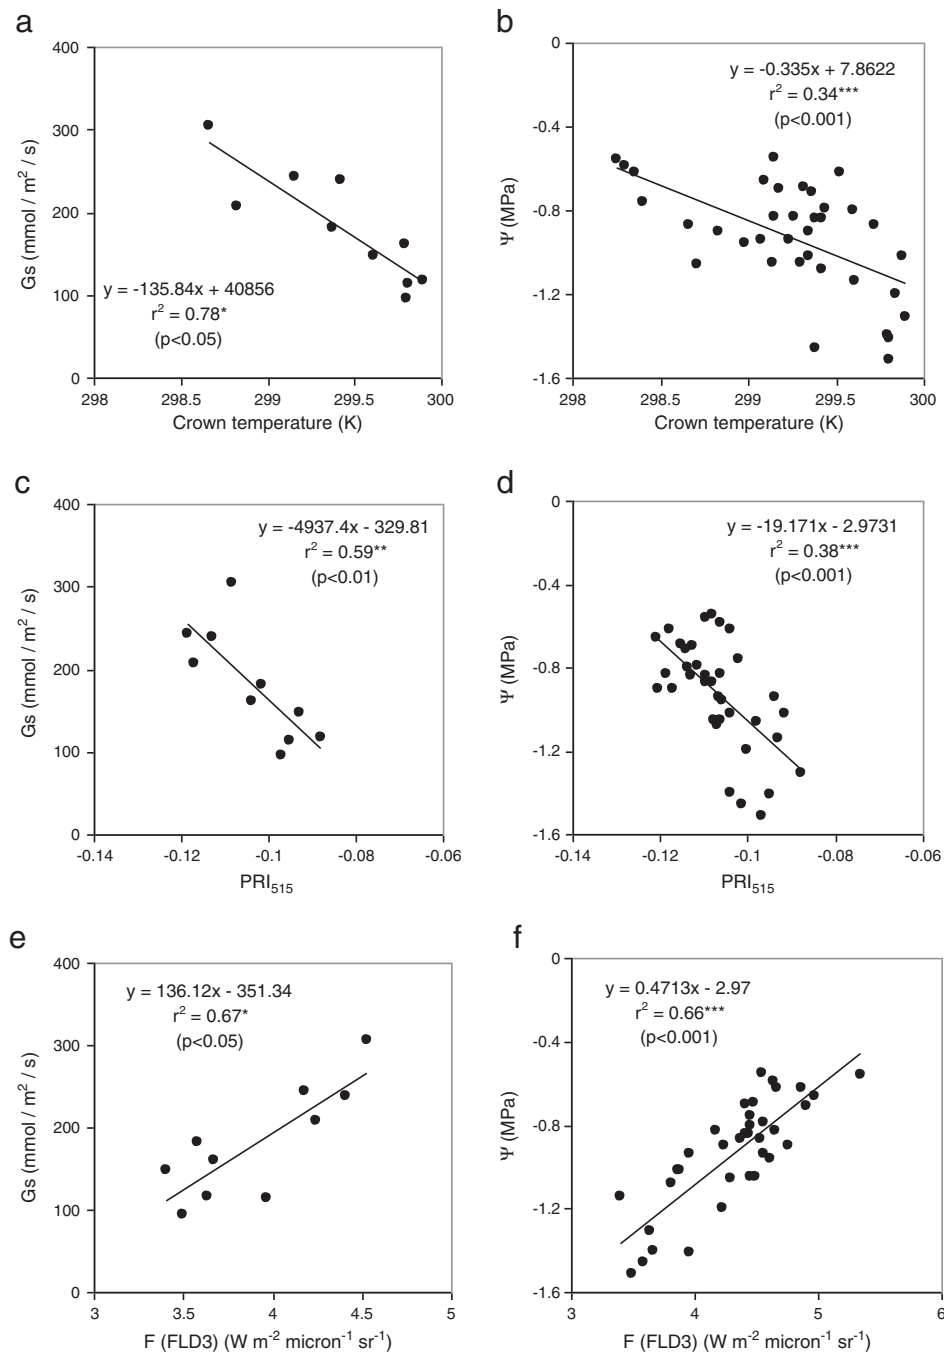 a
400
300
200
100
0
Gs (mmol / m² / s)
y = -135.84x + 40856
r² = 0.78*
(p<0.05)
298
298.5
299
299.5
300
Crown temperature (K)
b
0
-0.4
-0.8
-1.2
-1.6
Ψ (MPa)
y = -0.335x + 7.8622
r² = 0.34***
(p<0.001)
298
298.5
299
299.5
300
Crown temperature (K)
c
400
300
200
100
0
Gs (mmol / m² / s)
y = -4937.4x - 329.81
r² = 0.59**
(p<0.01)
-0.14
-0.12
-0.1
-0.08
-0.06
PRI₅₁₅
d
0
-0.4
-0.8
-1.2
-1.6
Ψ (MPa)
y = -19.171x - 2.9731
r² = 0.38***
(p<0.001)
-0.14
-0.12
-0.1
-0.08
-0.06
PRI₅₁₅
e
400
300
200
100
0
Gs (mmol / m² / s)
y = 136.12x - 351.34
r² = 0.67*
(p<0.05)
3
3.5
4
4.5
5
F (FLD3) (W m⁻² micron⁻¹ sr⁻¹)
f
0
-0.4
-0.8
-1.2
-1.6
Ψ (MPa)
y = 0.4713x - 2.97
r² = 0.66***
(p<0.001)
3
4
5
6
F (FLD3) (W m⁻² micron⁻¹ sr⁻¹)